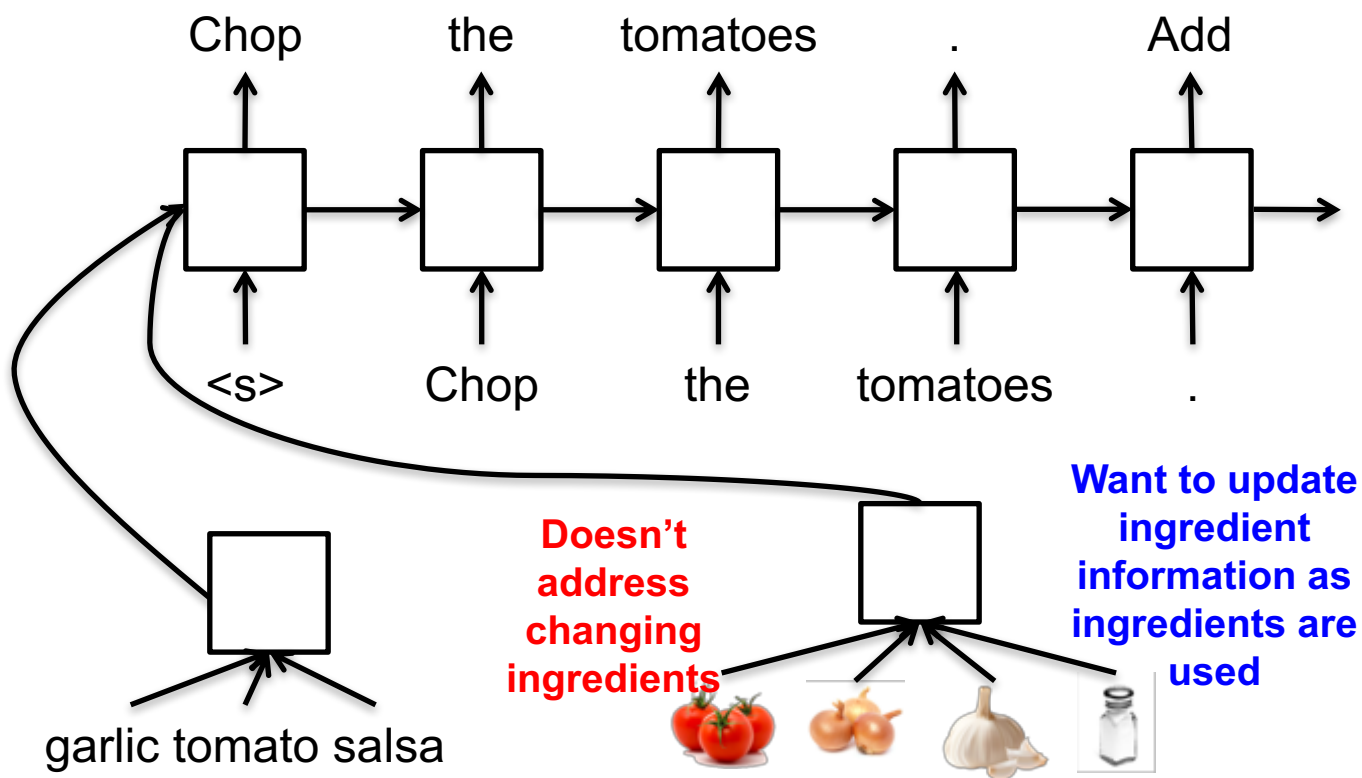 Chop the tomatoes . Add
<s> Chop the tomatoes .
Doesn’t
address
changing
ingredients
Want to update
ingredient
information as
ingredients are
used
garlic tomato salsa